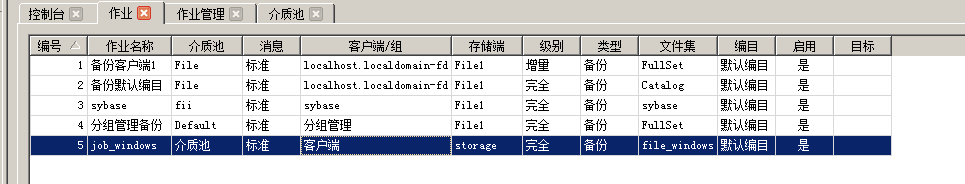 控制台 作业 作业管理 介质池
编号 作业名称 介质池 消息 客户端/组 存储端 级别 类型 文件集 编目 启用 目标
1 备份客户端1 File 标准 localhost.localdomain-fd File1 增量 备份 FullSet 默认编目 是
2 备份默认编目 File 标准 localhost.localdomain-fd File1 完全 备份 Catalog 默认编目 是
3 sybase fii 标准 sybase File1 完全 备份 sybase 默认编目 是
4 分组管理备份 Default 标准 分组管理 File1 完全 备份 FullSet 默认编目 是
5 job_windows 介质池 标准 客户端 storage 完全 备份 file_windows 默认编目 是